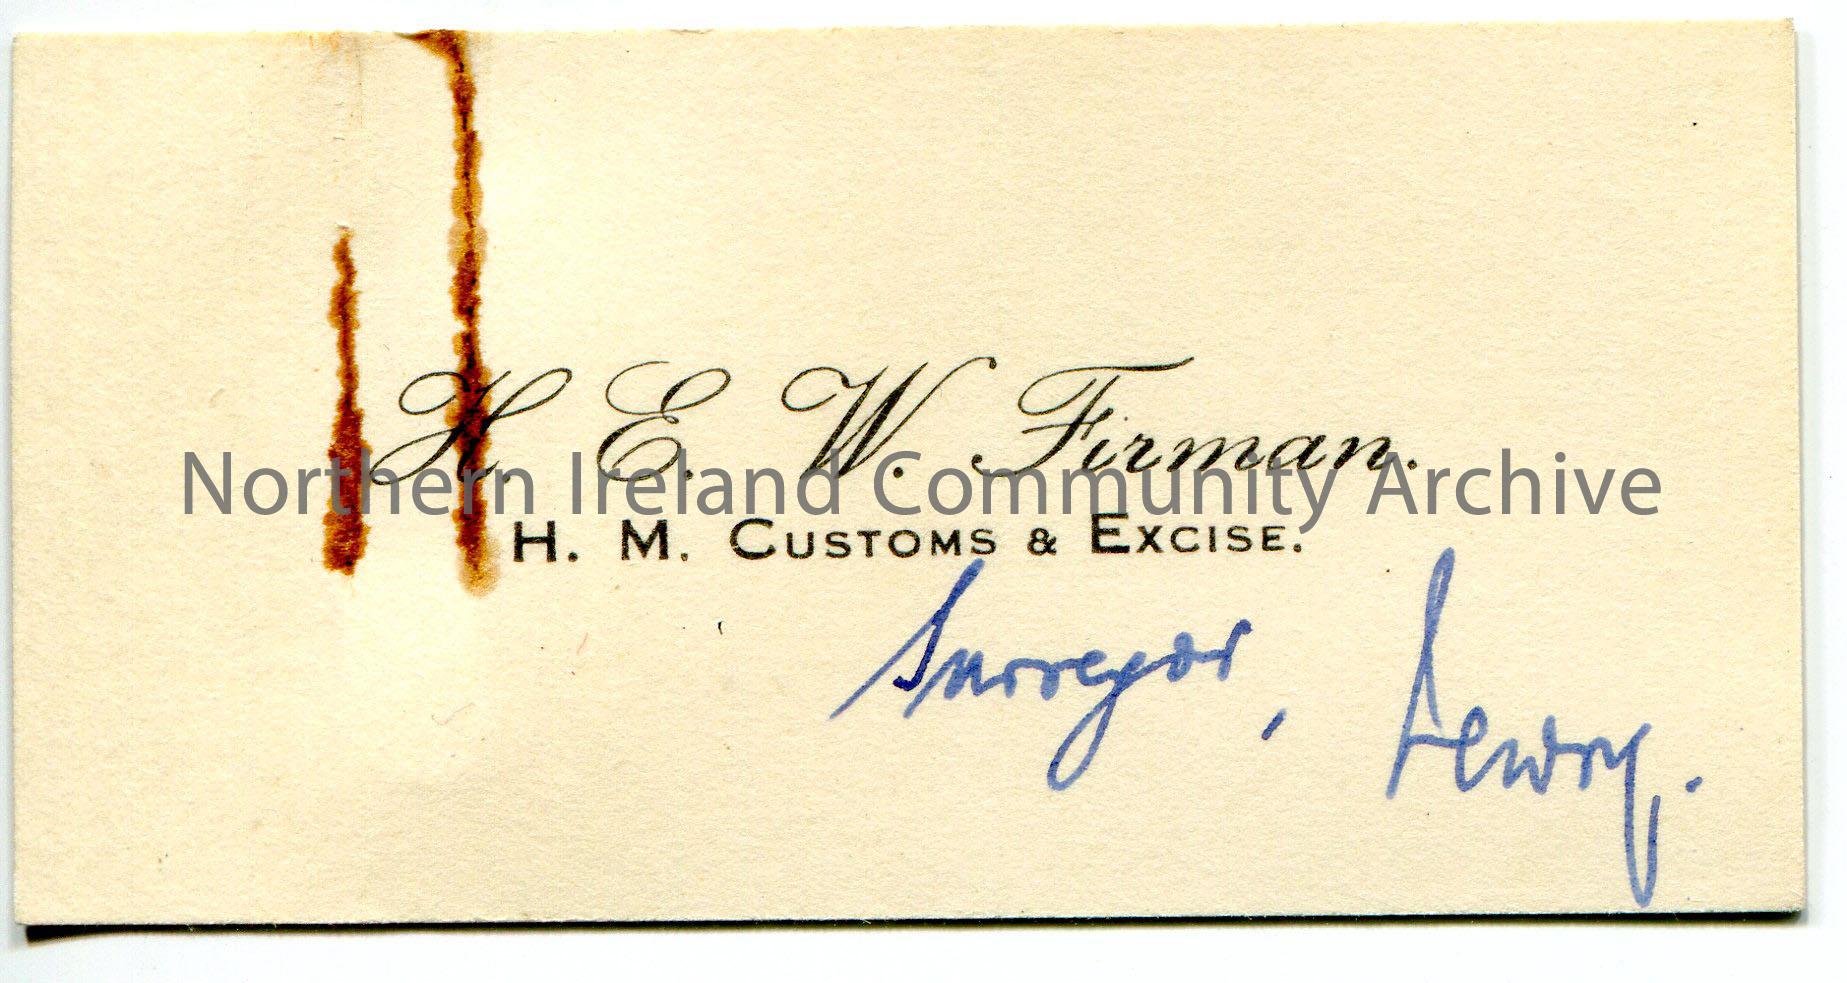 H. E. W. Firman.
Northern Ireland Community Archive
H. M. CUSTOMS & EXCISE.
Surveyor, Newry.